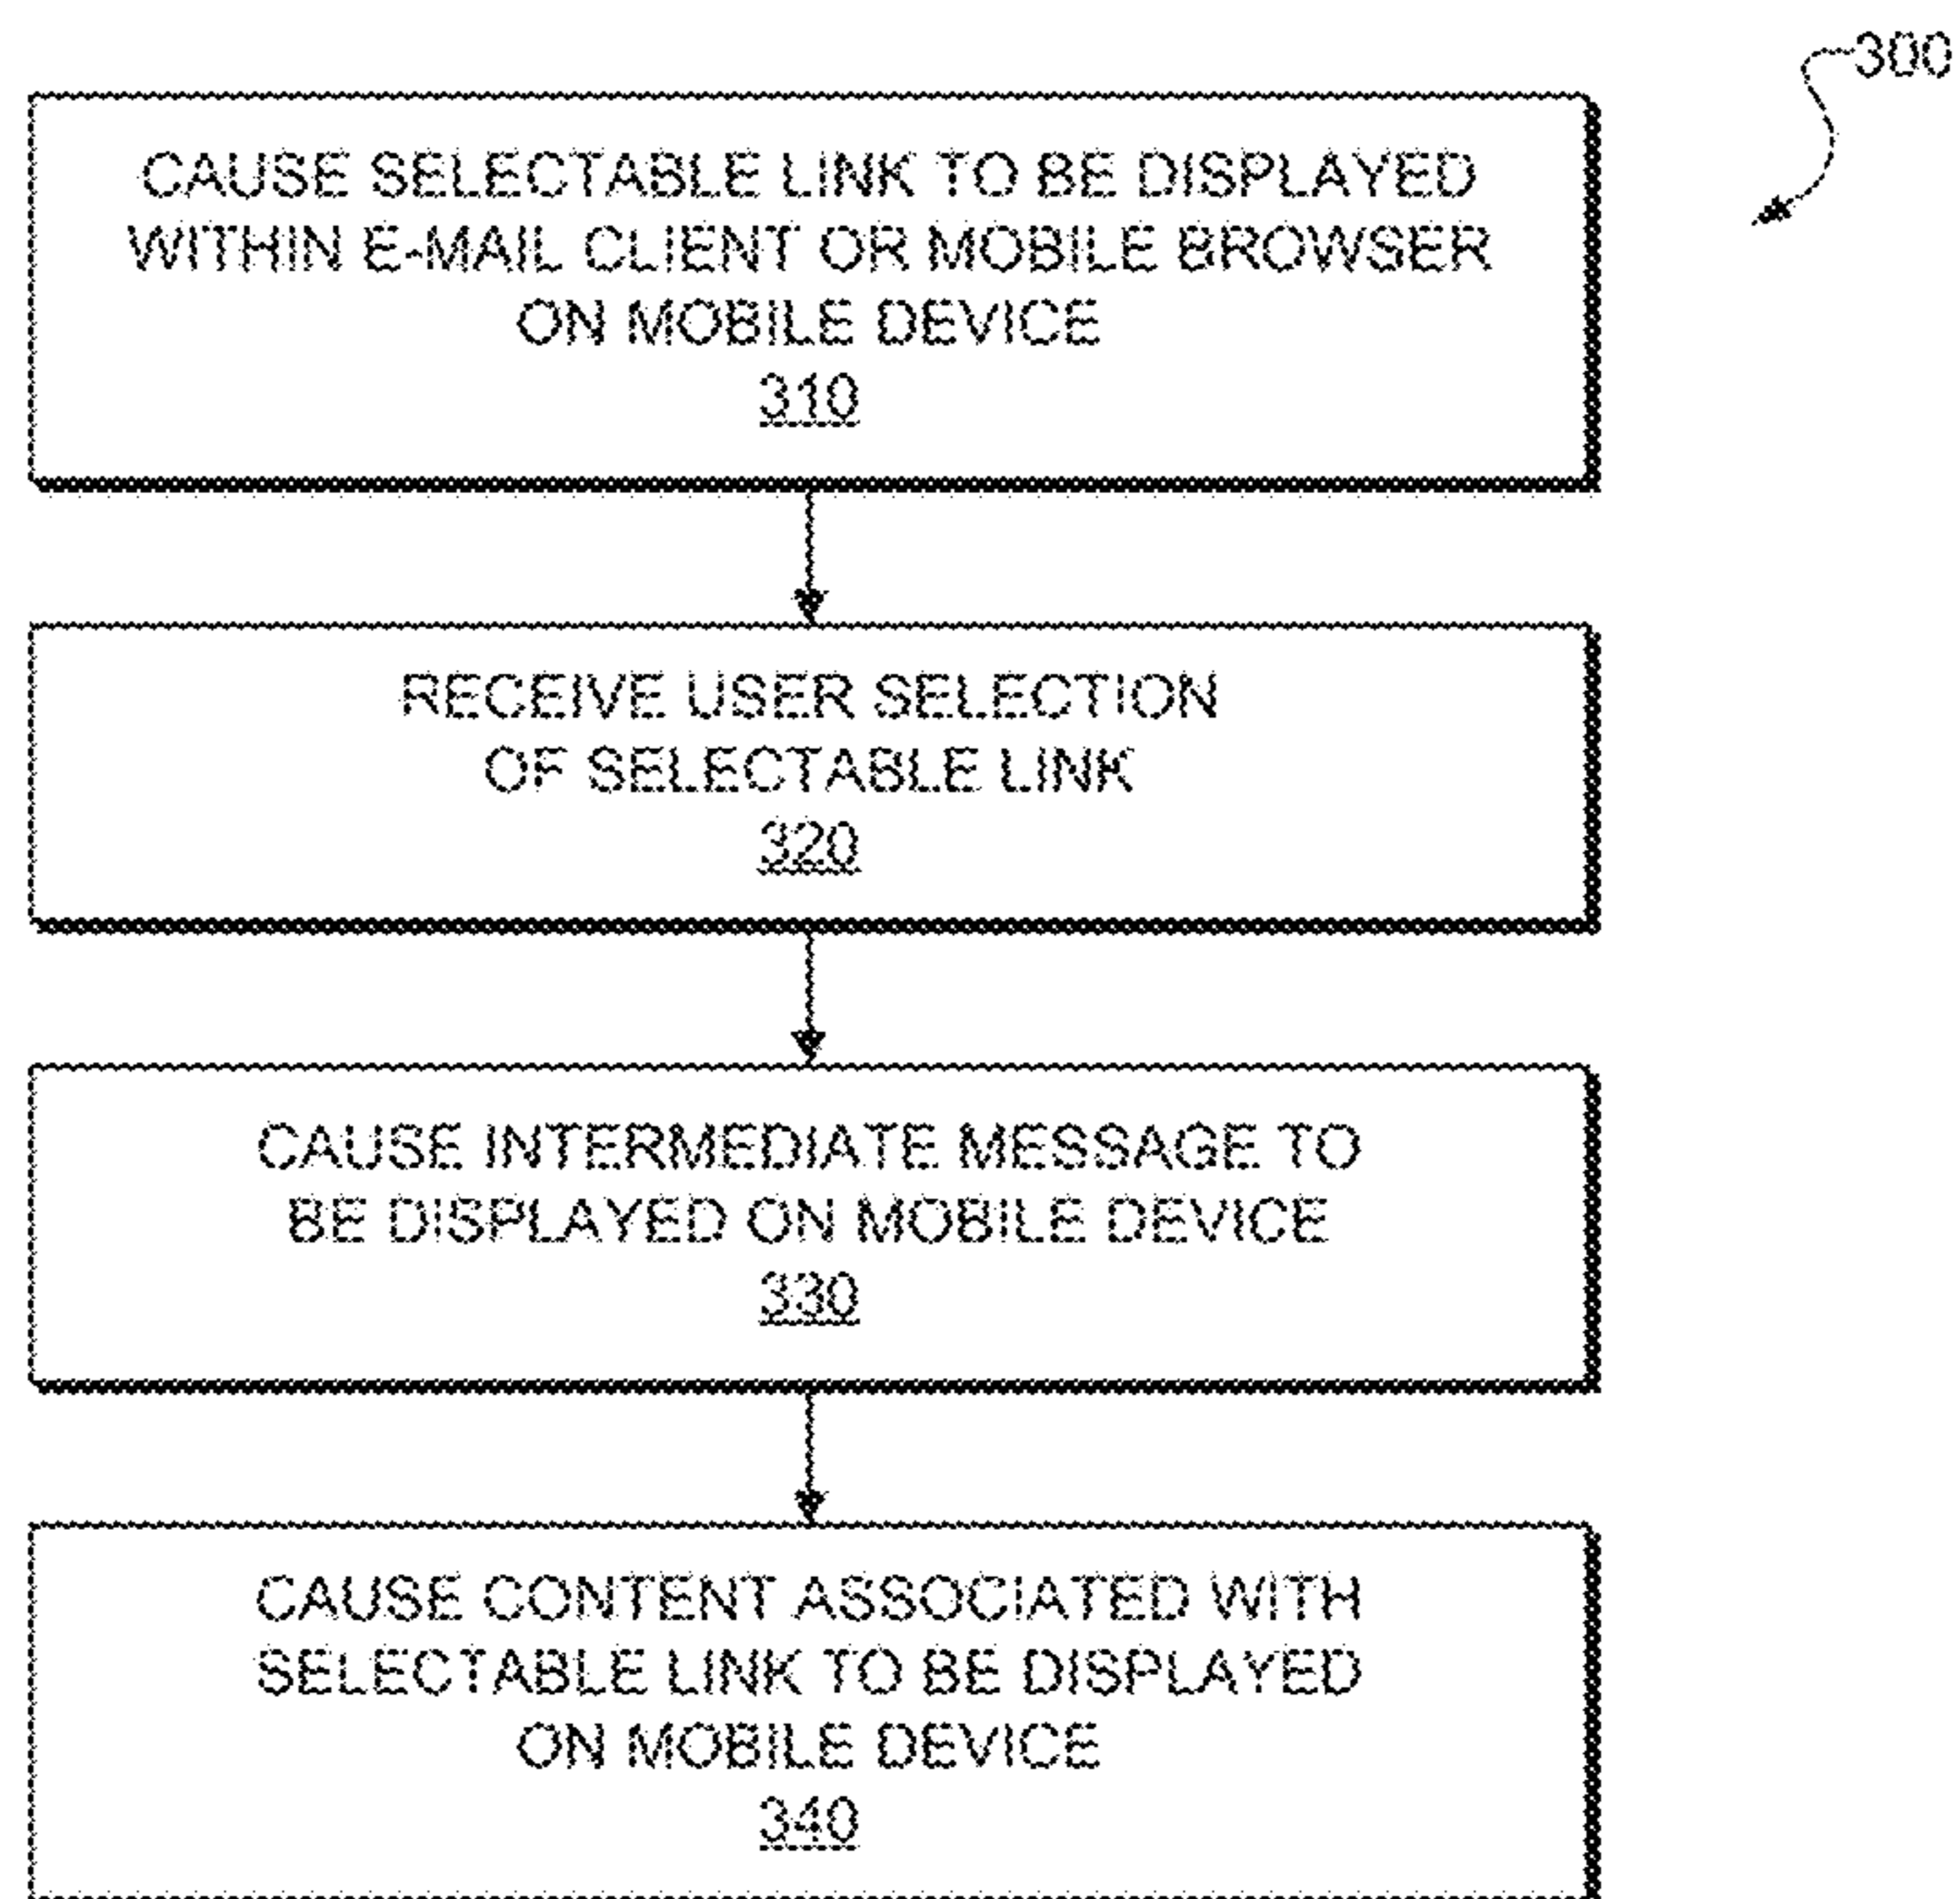 300
CAUSE SELECTABLE LINK TO BE DISPLAYED
WITHIN E-MAIL CLIENT OR MOBILE BROWSER
ON MOBILE DEVICE
310
RECEIVE USER SELECTION
OF SELECTABLE LINK
320
CAUSE INTERMEDIATE MESSAGE TO
BE DISPLAYED ON MOBILE DEVICE
330
CAUSE CONTENT ASSOCIATED WITH
SELECTABLE LINK TO BE DISPLAYED
ON MOBILE DEVICE
340